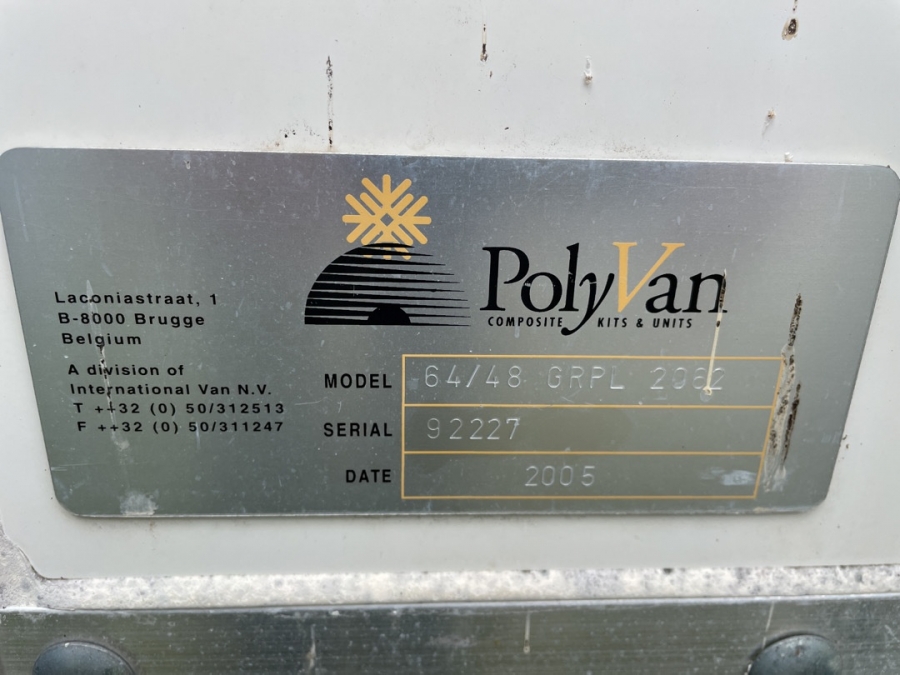 PolyVan
COMPOSITE KITS & UNITS
Laconiastraat, 1
B-8000 Brugge
Belgium
A division of
International Van N.V.
T ++32 (0) 50/312513
F ++32 (0) 50/311247
MODEL 64/48 GRPL 2062
SERIAL 92227
DATE 2005